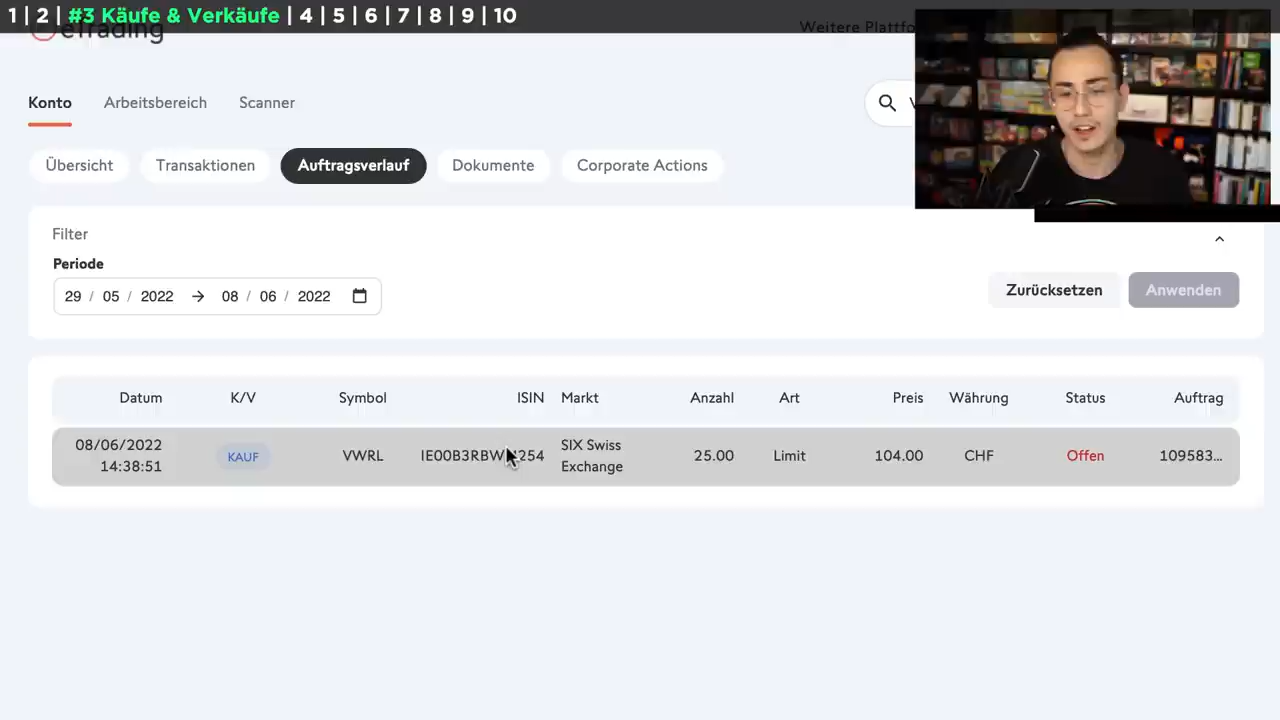 1 | 2 | #3 Käufe & Verkäufe | 4 | 5 | 6 | 7 | 8 | 9 | 10
eTrading
Weitere
Konto Arbeitsbereich Scanner
Übersicht Transaktionen Auftragsverlauf Dokumente Corporate Actions
Filter
Periode
29 / 05 / 2022 → 08 / 06 / 2022
Zurücksetzen Anwenden
Datum K/V Symbol ISIN Markt Anzahl Art Preis Währung Status Auftrag
08/06/2022 14:38:51 KAUF VWRL SIX Swiss Exchange 25.00 Limit 104.00 CHF Offen 109583...